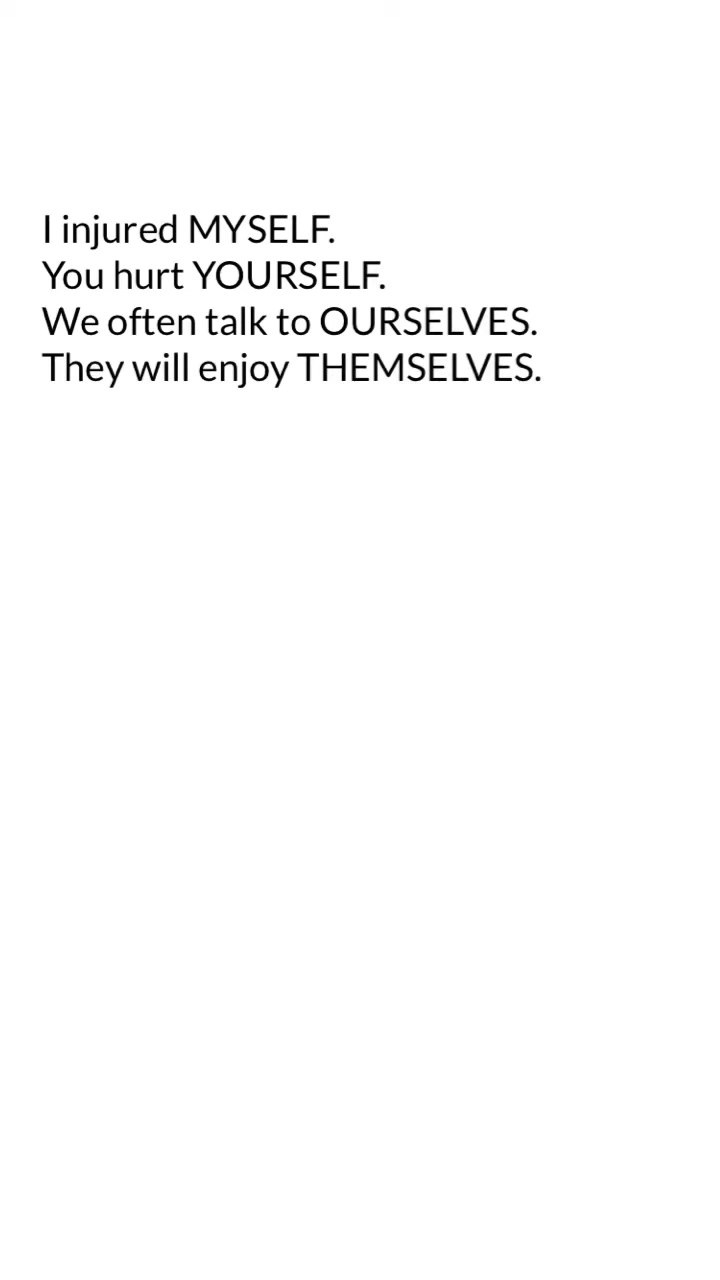 I injured MYSELF.
You hurt YOURSELF.
We often talk to OURSELVES.
They will enjoy THEMSELVES.